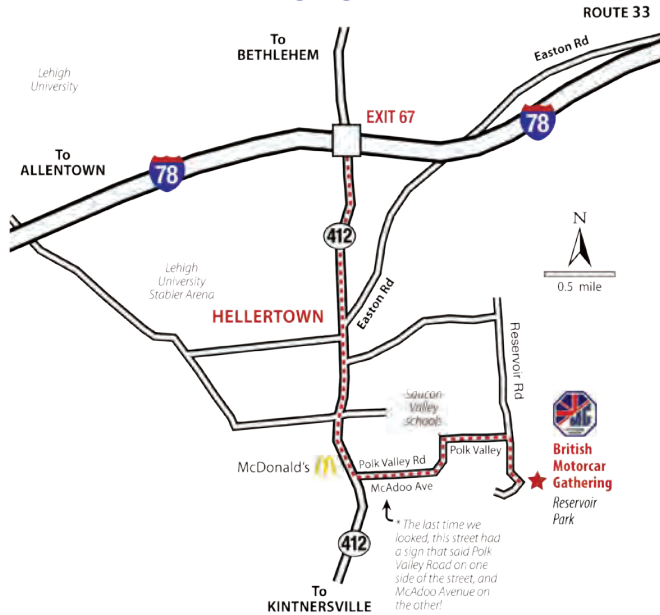 ROUTE 33
To
BETHLEHEM
Easton Rd
Lehigh
University
EXIT 67
78
To
ALLENTOWN
78
N
412
0.5 mile
Lehigh
University
Stabler Arena
HELLERTOWN
Easton Rd
Reservoir Rd
Saucon
Valley
schools
MG
McDonald's
Polk Valley Rd
Polk Valley
British
Motorcar
Gathering
McAdoo Ave
Reservoir
Park
* The last time we
looked, this street had
a sign that said Polk
Valley Road on one
side of the street, and
McAdoo Avenue on
the other!
412
To
KINTNERSVILLE